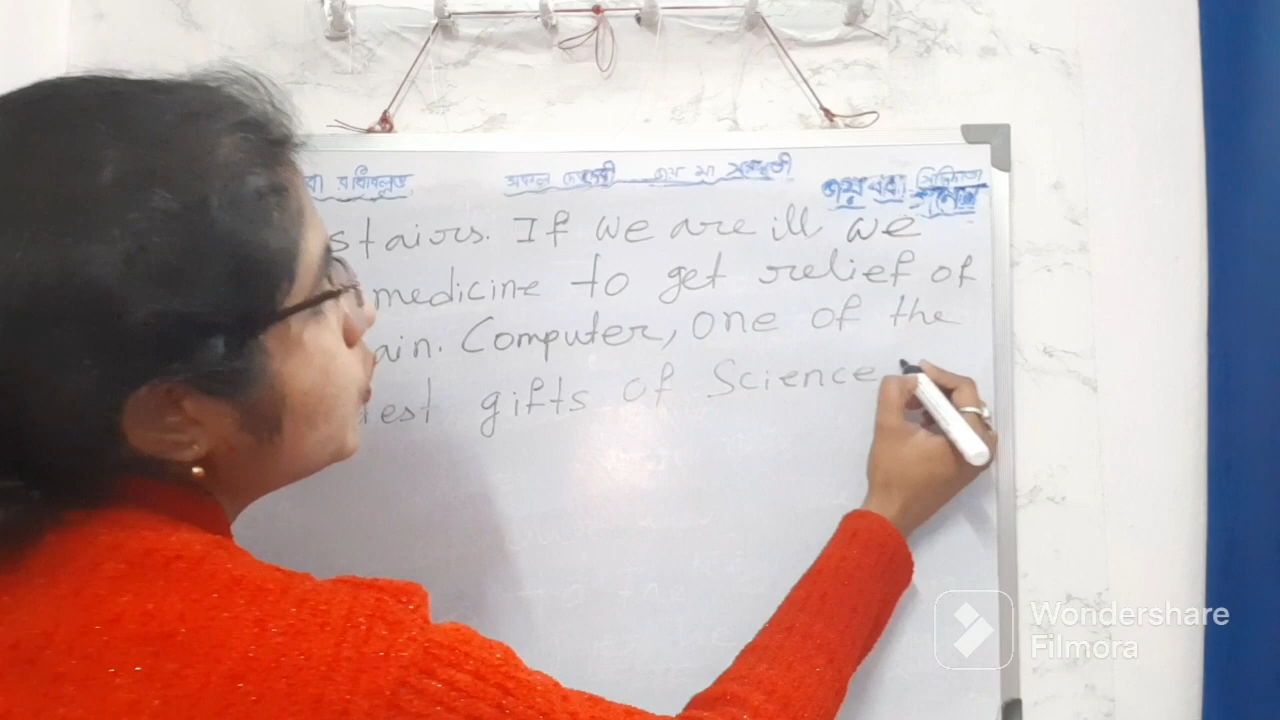 জয় মা
stairs. If we are ill we
medicine to get relief of
ain. Computer, one of the
est gifts of Science
Wondershare
Filmora